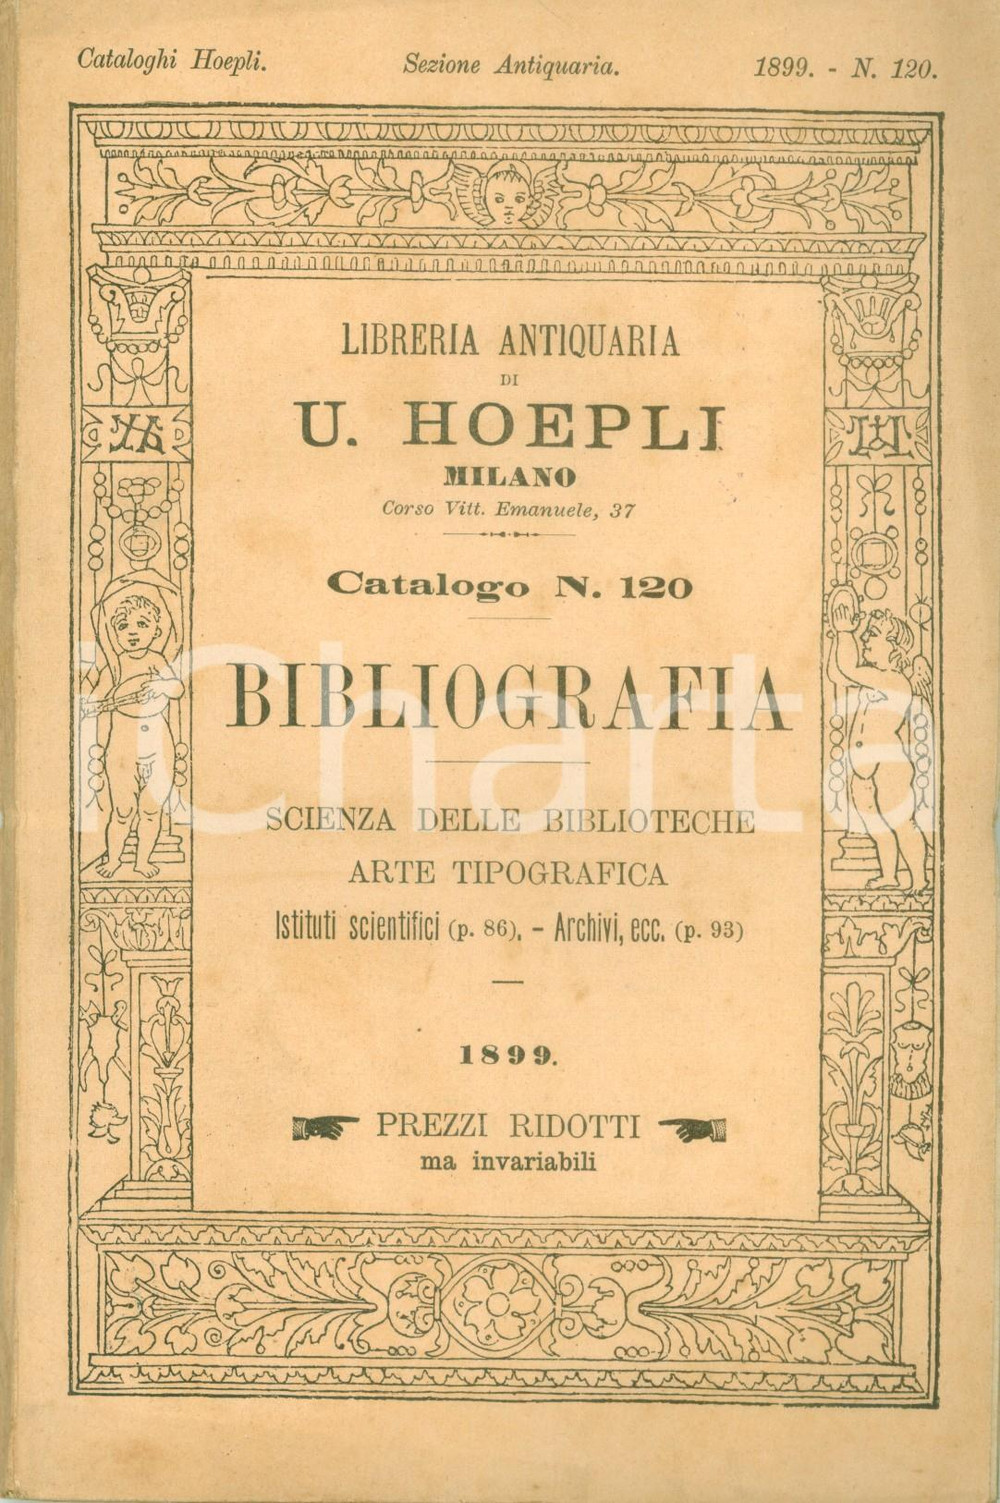 Cataloghi Hoepli. Sezione Antiquaria. 1899. - N. 120.
LIBRERIA ANTIQUARIA
DI
U. HOEPLI
MILANO
Corso Vitt. Emanuele, 37
Catalogo N. 120
BIBLIOGRAFIA
SCIENZA DELLE BIBLIOTECHE
ARTE TIPOGRAFICA
Istituti scientifici (p. 86). - Archivi, ecc. (p. 93)
1899.
PREZZI RIDOTTI
ma invariabili